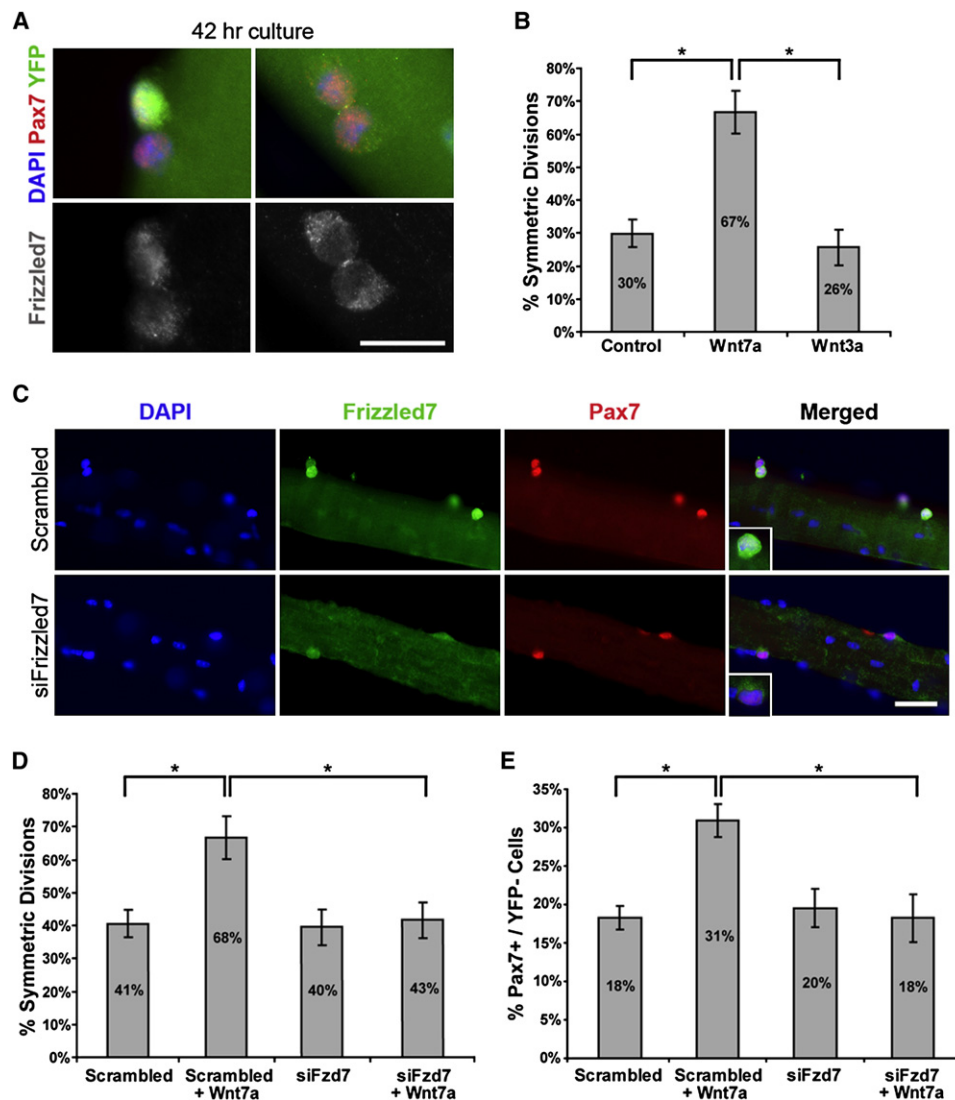 A
42 hr culture
DAPI Pax7 YFP
Frizzled7
B
% Symmetric Divisions
80%
70%
60%
50%
40%
30%
20%
10%
0%
*
*
30%
67%
26%
Control
Wnt7a
Wnt3a
C
DAPI
Frizzled7
Pax7
Merged
Scrambled
siFrizzled7
D
% Symmetric Divisions
80%
70%
60%
50%
40%
30%
20%
10%
0%
*
*
41%
68%
40%
43%
Scrambled
Scrambled
+ Wnt7a
siFzd7
siFzd7
+ Wnt7a
E
% Pax7+ / YFP- Cells
35%
30%
25%
20%
15%
10%
5%
0%
*
*
18%
31%
20%
18%
Scrambled
Scrambled
+ Wnt7a
siFzd7
siFzd7
+ Wnt7a